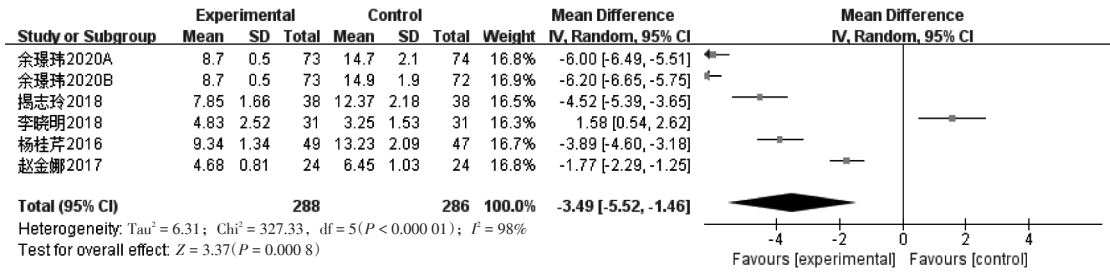 Experimental Control Mean Difference Mean Difference
Study or Subgroup Mean SD Total Mean SD Total Weight IV, Random, 95% CI IV, Random, 95% CI
余璟玮2020A 8.7 0.5 73 14.7 2.1 74 16.8% -6.00 [-6.49, -5.51]
余璟玮2020B 8.7 0.5 73 14.9 1.9 72 16.8% -6.20 [-6.65, -5.75]
揭志玲2018 7.85 1.66 38 12.37 2.18 38 16.5% -4.52 [-5.39, -3.65]
李晓明2018 4.83 2.52 31 3.25 1.53 31 16.3% 1.58 [0.54, 2.62]
杨桂芹2016 9.34 1.34 49 13.23 2.09 47 16.7% -3.89 [-4.60, -3.18]
赵金娜2017 4.68 0.81 24 6.45 1.03 24 16.8% -1.77 [-2.29, -1.25]
Total (95% CI) 288 286 100.0% -3.49 [-5.52, -1.46]
Heterogeneity: Tau² = 6.31; Chi² = 327.33, df = 5(P < 0.000 01); I² = 98%
Test for overall effect: Z = 3.37(P = 0.000 8)
-4 -2 0 2 4
Favours [experimental] Favours [control]